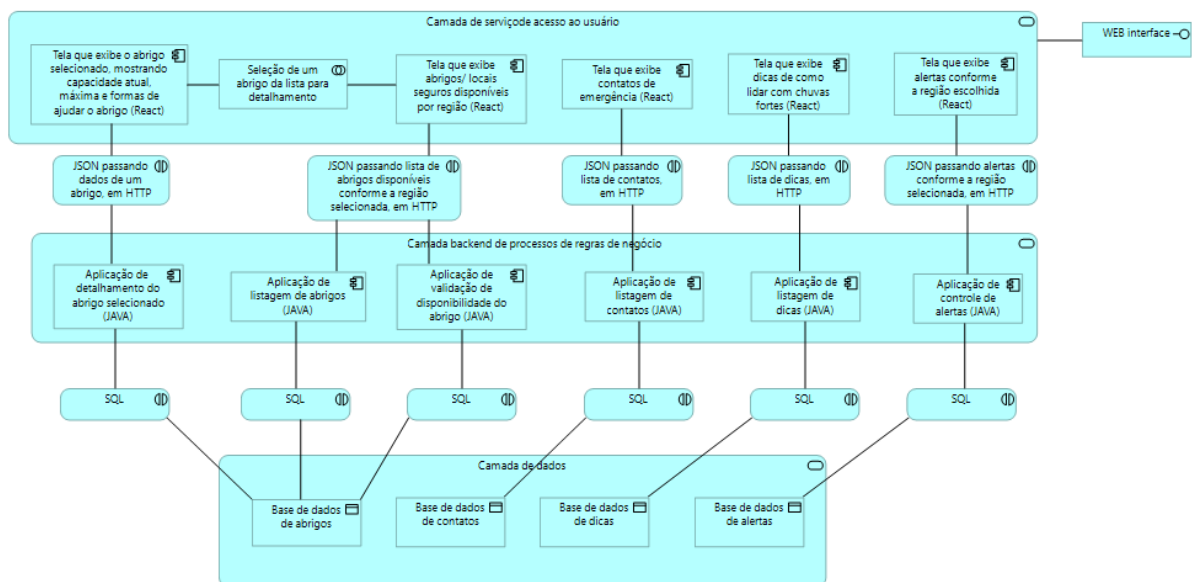 Camada de serviçode acesso ao usuário
WEB interface
Tela que exibe o abrigo
selecionado, mostrando
capacidade atual,
máxima e formas de
ajudar o abrigo (React)
Seleção de um
abrigo da lista para
detalhamento
Tela que exibe
abrigos/ locais
seguros disponíveis
por região (React)
Tela que exibe
contatos de
emergência (React)
Tela que exibe
dicas de como
lidar com chuvas
fortes (React)
Tela que exibe
alertas conforme
a região escolhida
(React)
JSON passando
dados de um
abrigo, em HTTP
JSON passando lista de
abrigos disponíveis
conforme a região
selecionada, em HTTP
JSON passando
lista de contatos,
em HTTP
JSON passando
lista de dicas, em
HTTP
JSON passando alertas
conforme a região
selecionada, em HTTP
Camada backend de processos de regras de negócio
Aplicação de
detalhamento do
abrigo selecionado
(JAVA)
Aplicação de
listagem de abrigos
(JAVA)
Aplicação de
validação de
disponibilidade do
abrigo (JAVA)
Aplicação de
listagem de
contatos (JAVA)
Aplicação de
listagem de
dicas (JAVA)
Aplicação de
controle de
alertas (JAVA)
SQL
SQL
SQL
SQL
SQL
SQL
Camada de dados
Base de dados
de abrigos
Base de dados
de contatos
Base de dados
de dicas
Base de dados
de alertas